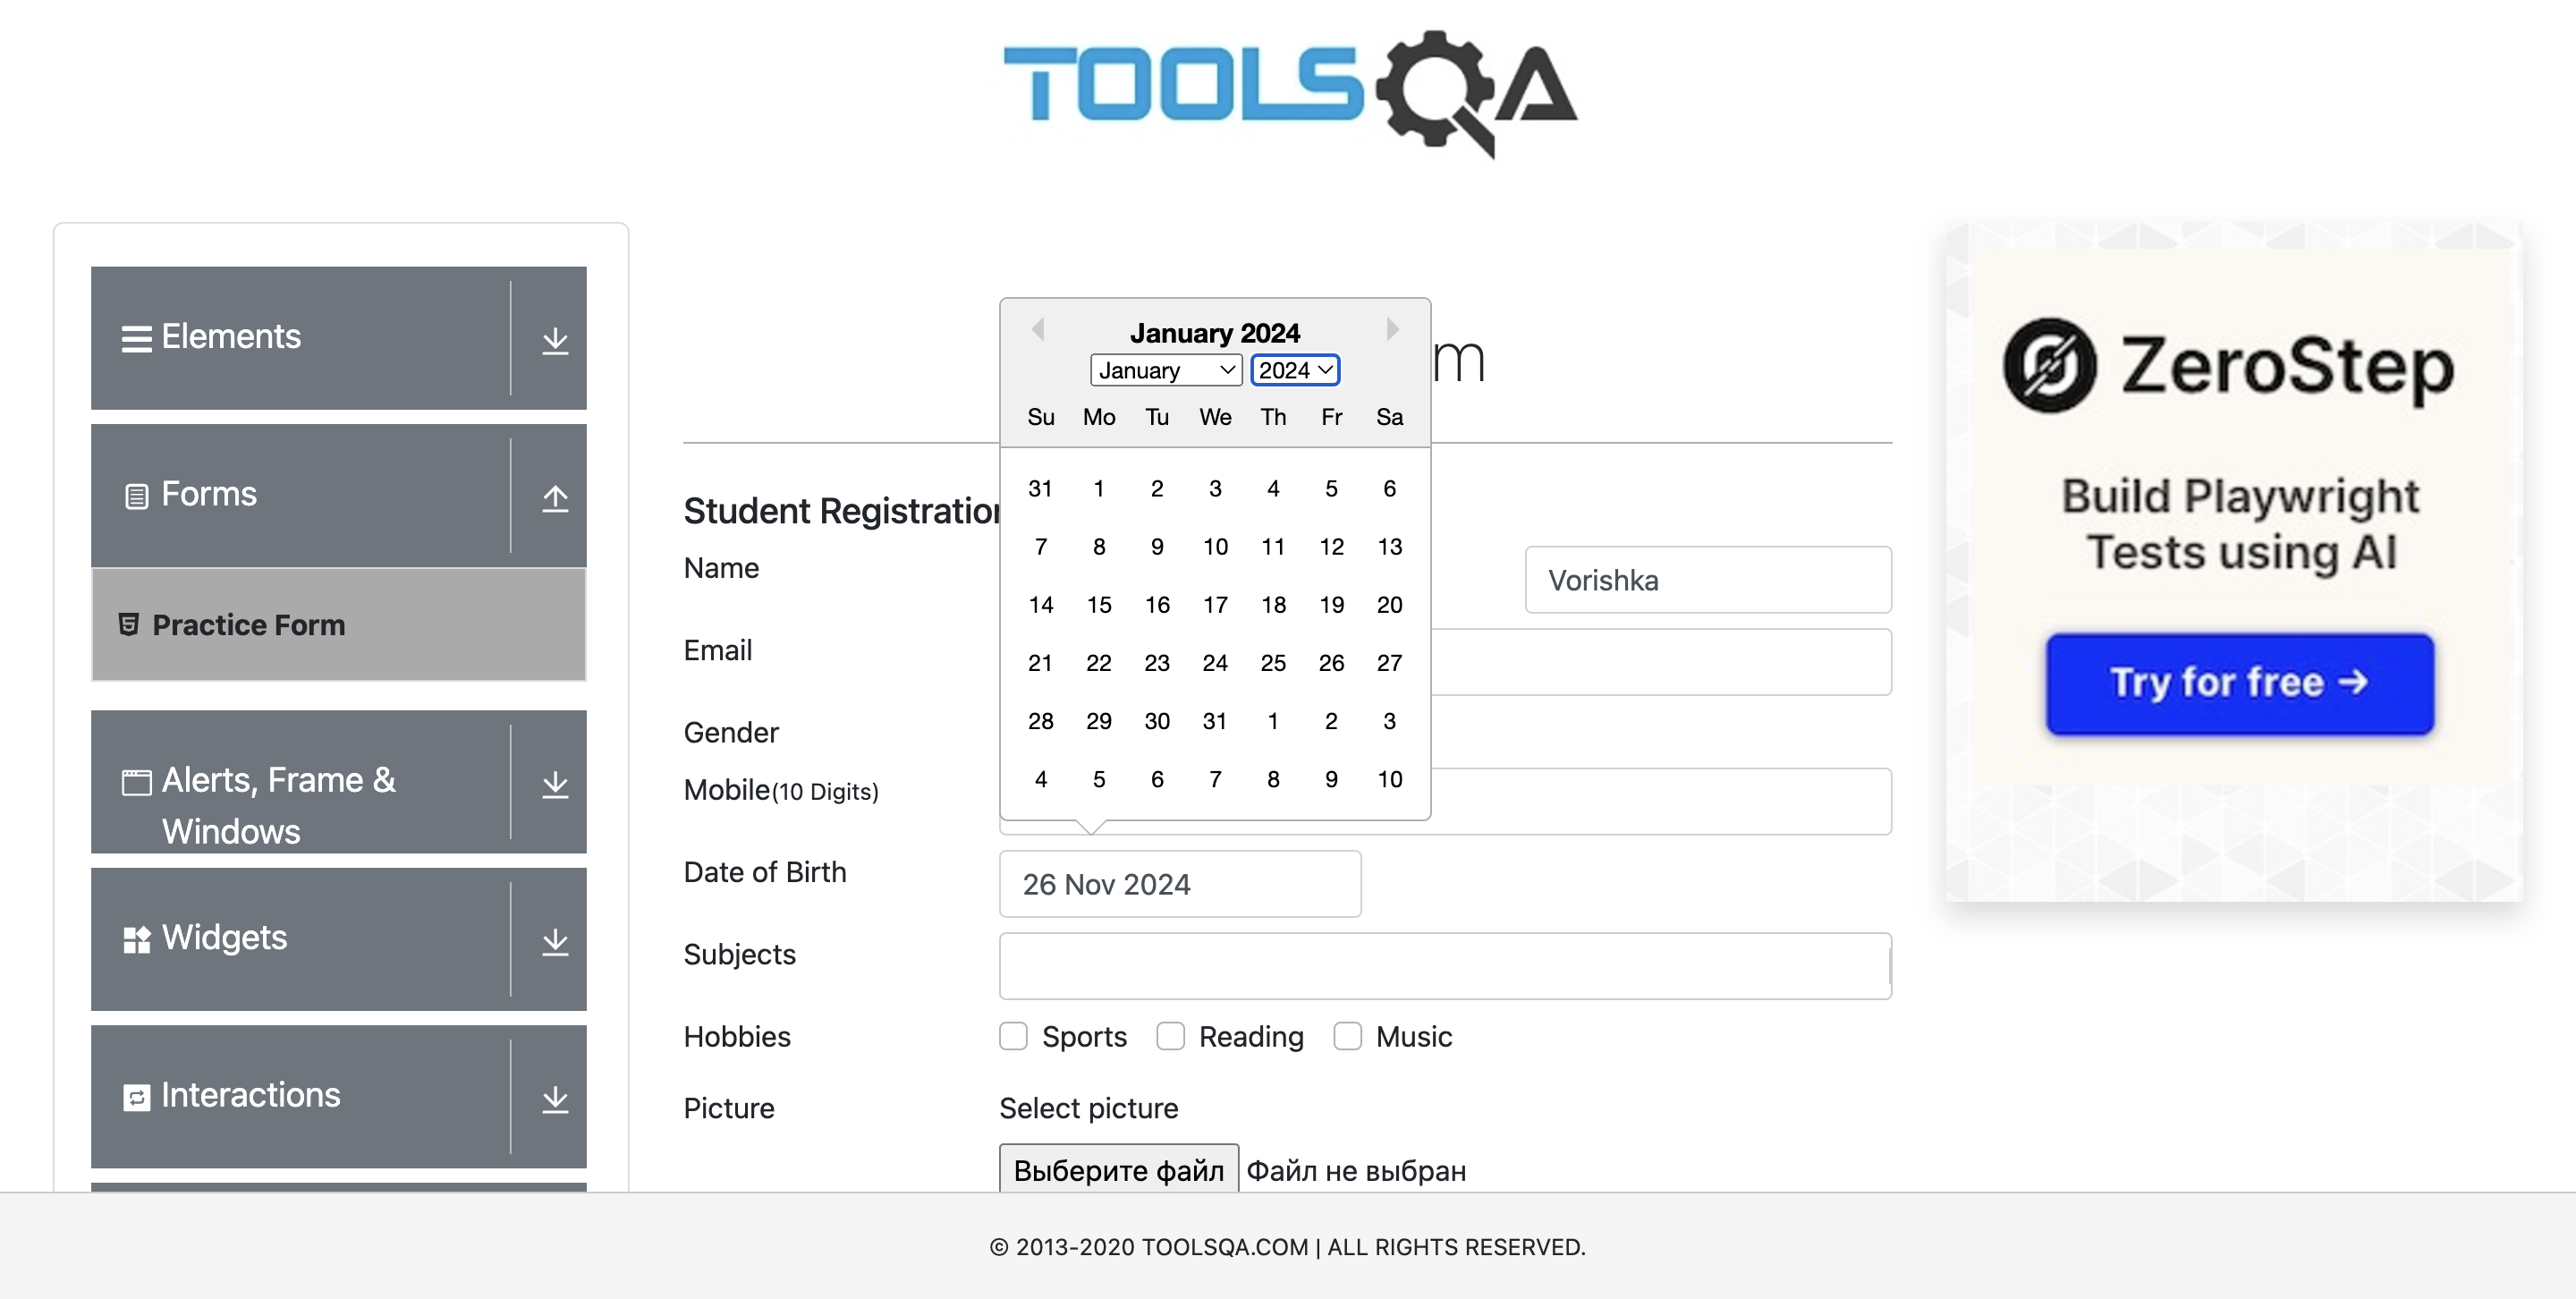 TOOLSQA
Elements
Forms
Practice Form
Alerts, Frame &
Windows
Widgets
Interactions
m
January 2024
January 2024
Su Mo Tu We Th Fr Sa
31 1 2 3 4 5 6
7 8 9 10 11 12 13
14 15 16 17 18 19 20
21 22 23 24 25 26 27
28 29 30 31 1 2 3
4 5 6 7 8 9 10
Student Registration
Name Vorishka
Email
Gender
Mobile(10 Digits)
Date of Birth 26 Nov 2024
Subjects
Hobbies Sports Reading Music
Picture Select picture
Выберите файл Файл не выбран
ZeroStep
Build Playwright
Tests using AI
Try for free →
© 2013-2020 TOOLSQA.COM | ALL RIGHTS RESERVED.